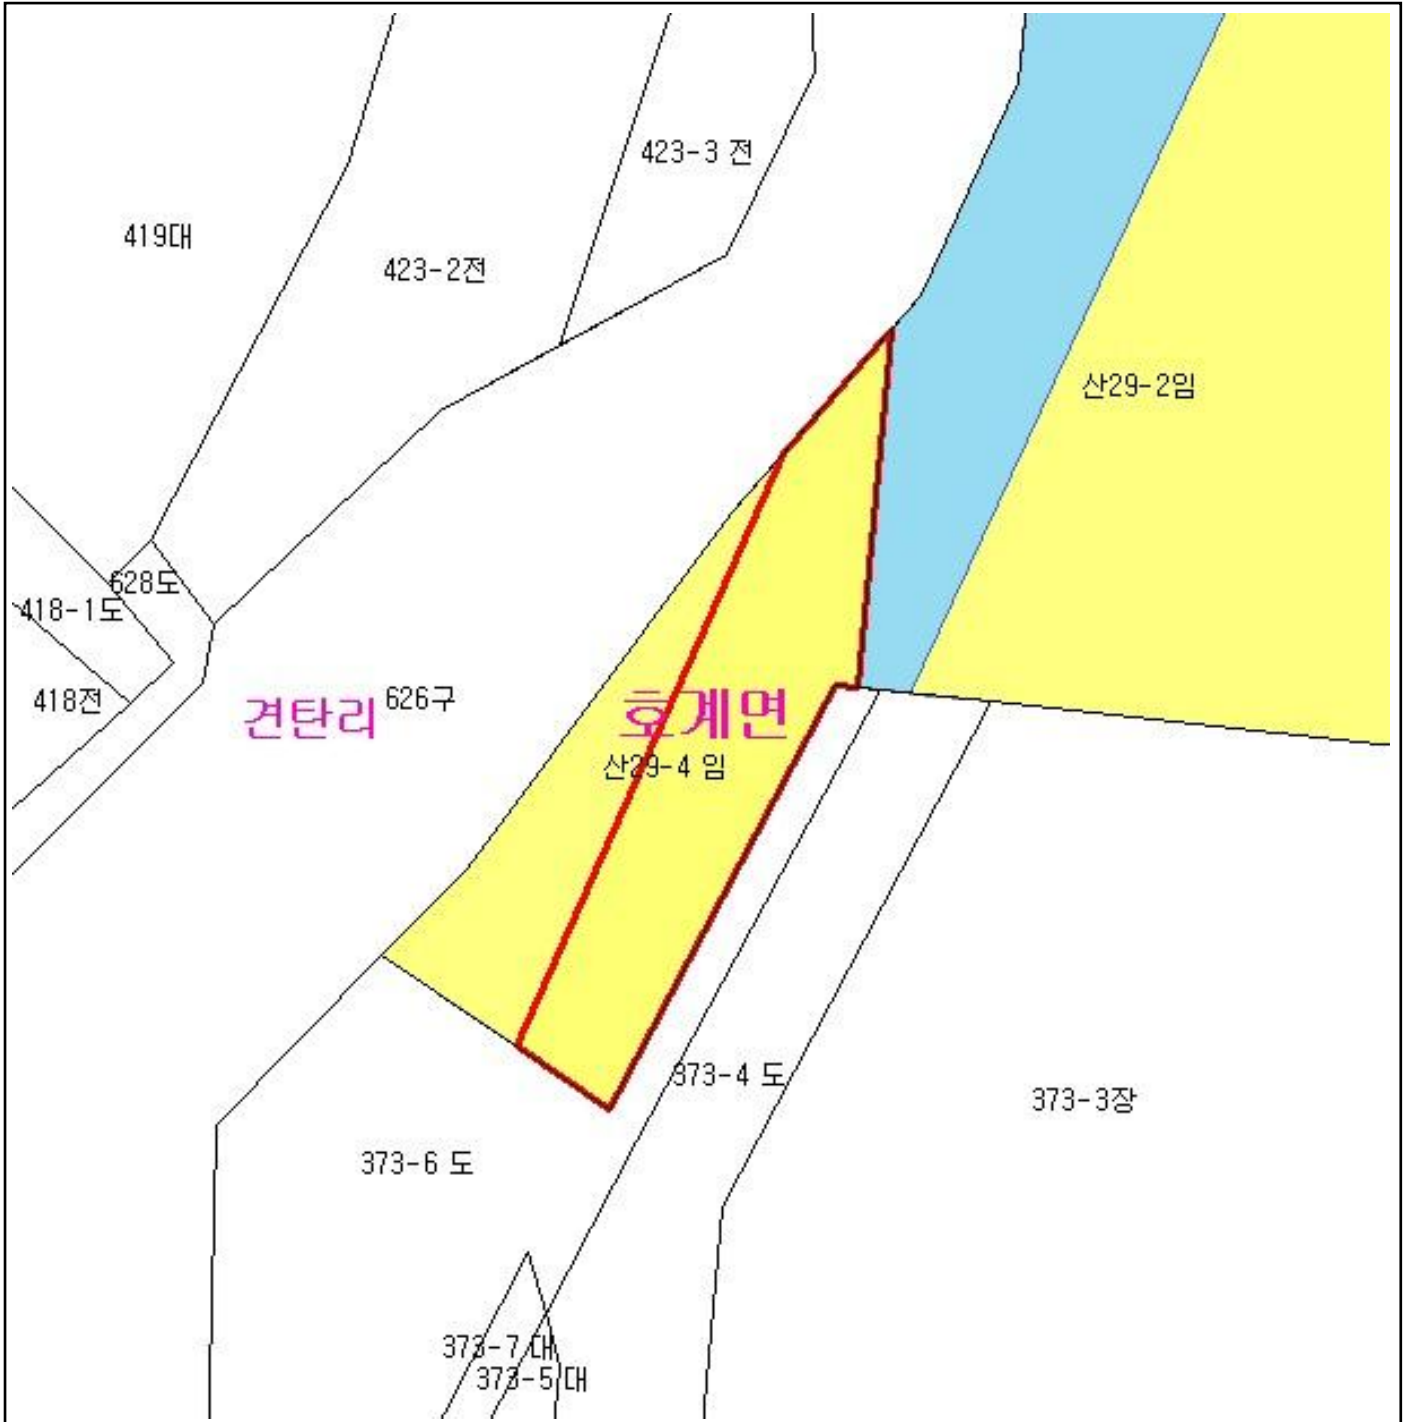 423-3 전
419대
423-2전
산29-2임
628도
418-1도
418전
견탄리
626구
호계면
산29-4 임
373-4 도
373-3장
373-6 도
373-7 대
373-5 대